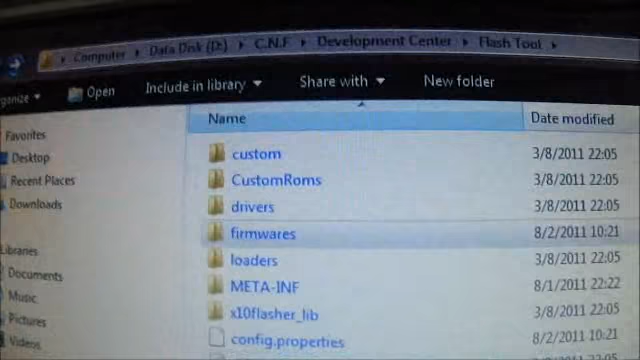 Computer ▸ Data Disk (D:) ▸ C.N.F ▸ Development Center ▸ Flash Tool ▸
Open Include in library Share with New folder
Name Date modified
Favorites
Desktop
Recent Places
Downloads
Libraries
Documents
Music
Pictures
Videos
custom 3/8/2011 22:05
CustomRoms 3/8/2011 22:05
drivers 3/8/2011 22:05
firmwares 8/2/2011 10:21
loaders 3/8/2011 22:05
META-INF 8/1/2011 22:22
x10flasher_lib 3/8/2011 22:05
config.properties 8/2/2011 10:21